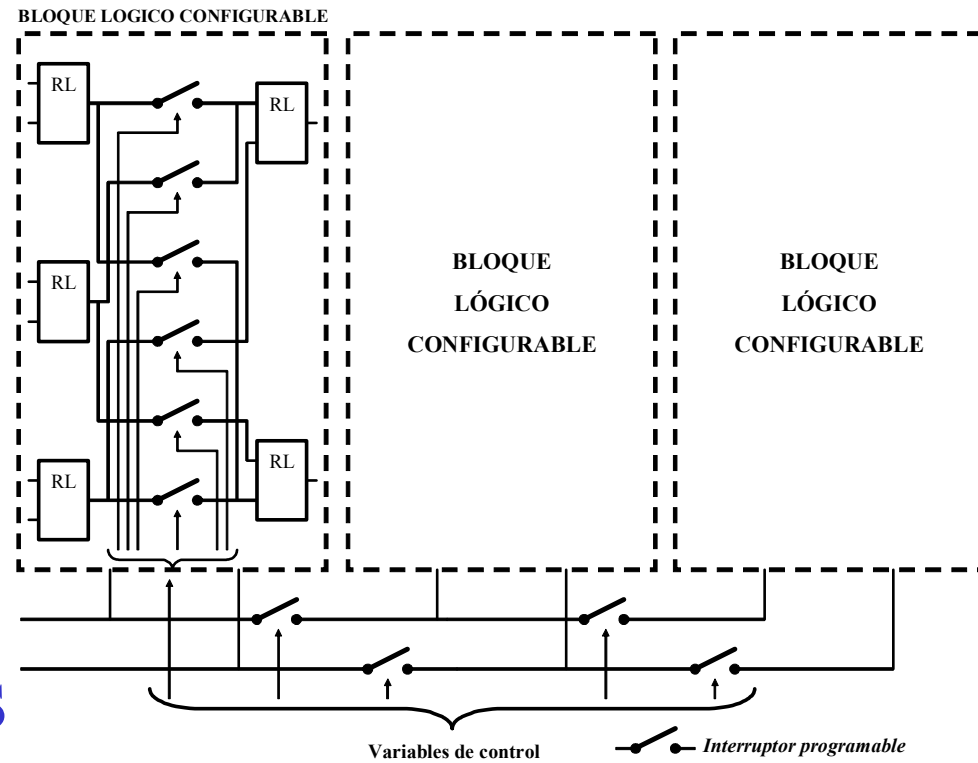 BLOQUE LOGICO CONFIGURABLE
RL
RL
RL
RL
RL
BLOQUE
LÓGICO
CONFIGURABLE
BLOQUE
LÓGICO
CONFIGURABLE
S
Variables de control
Interruptor programable